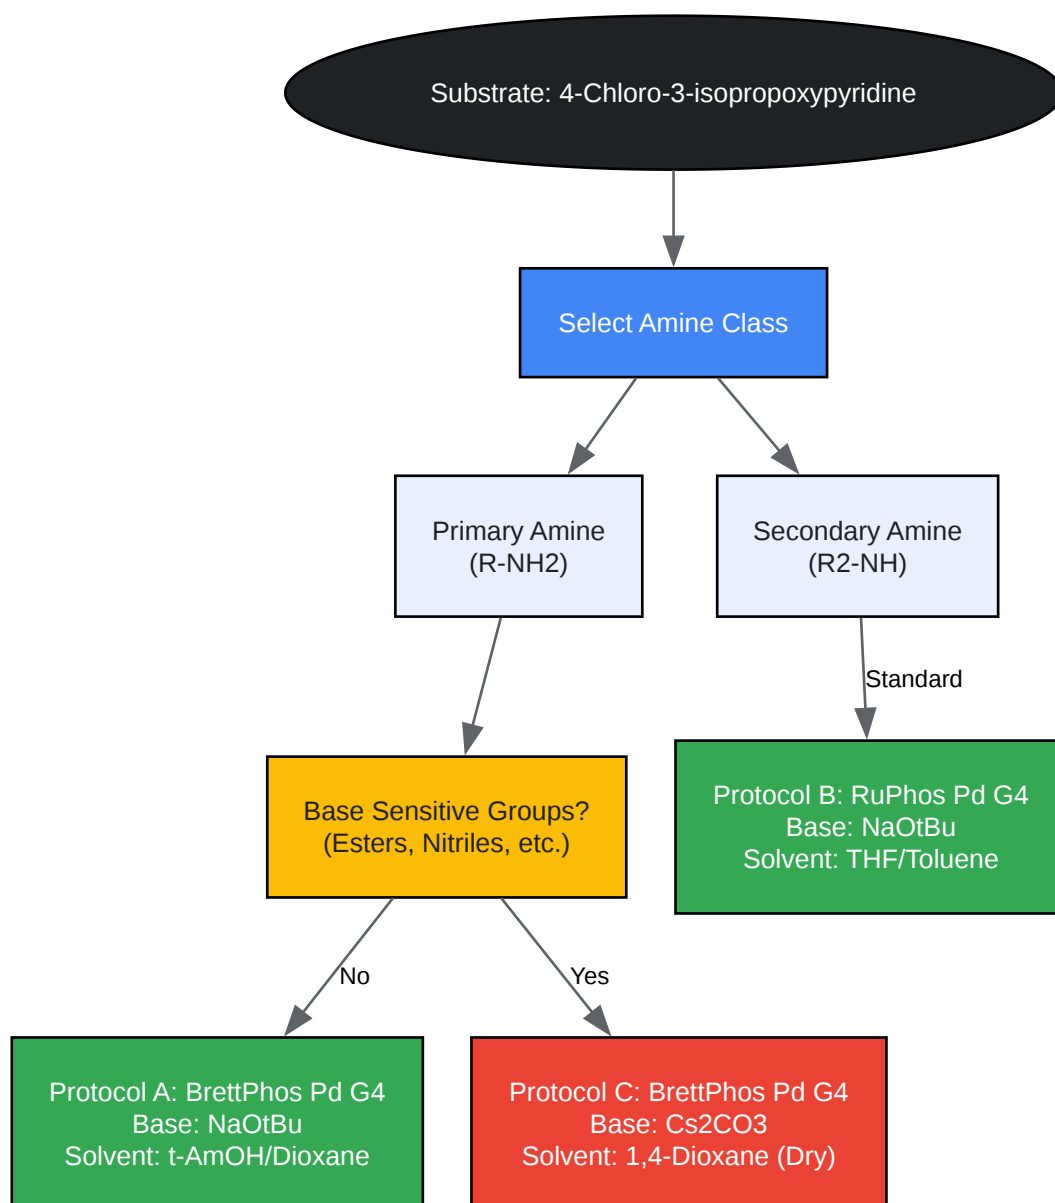 Substrate: 4-Chloro-3-isopropoxypyridine
Select Amine Class
Primary Amine
(R-NH2)
Secondary Amine
(R2-NH)
Standard
Base Sensitive Groups?
(Esters, Nitriles, etc.)
Protocol B: RuPhos Pd G4
Base: NaOtBu
Solvent: THF/Toluene
No
Yes
Protocol A: BrettPhos Pd G4
Base: NaOtBu
Solvent: t-AmOH/Dioxane
Protocol C: BrettPhos Pd G4
Base: Cs2CO3
Solvent: 1,4-Dioxane (Dry)